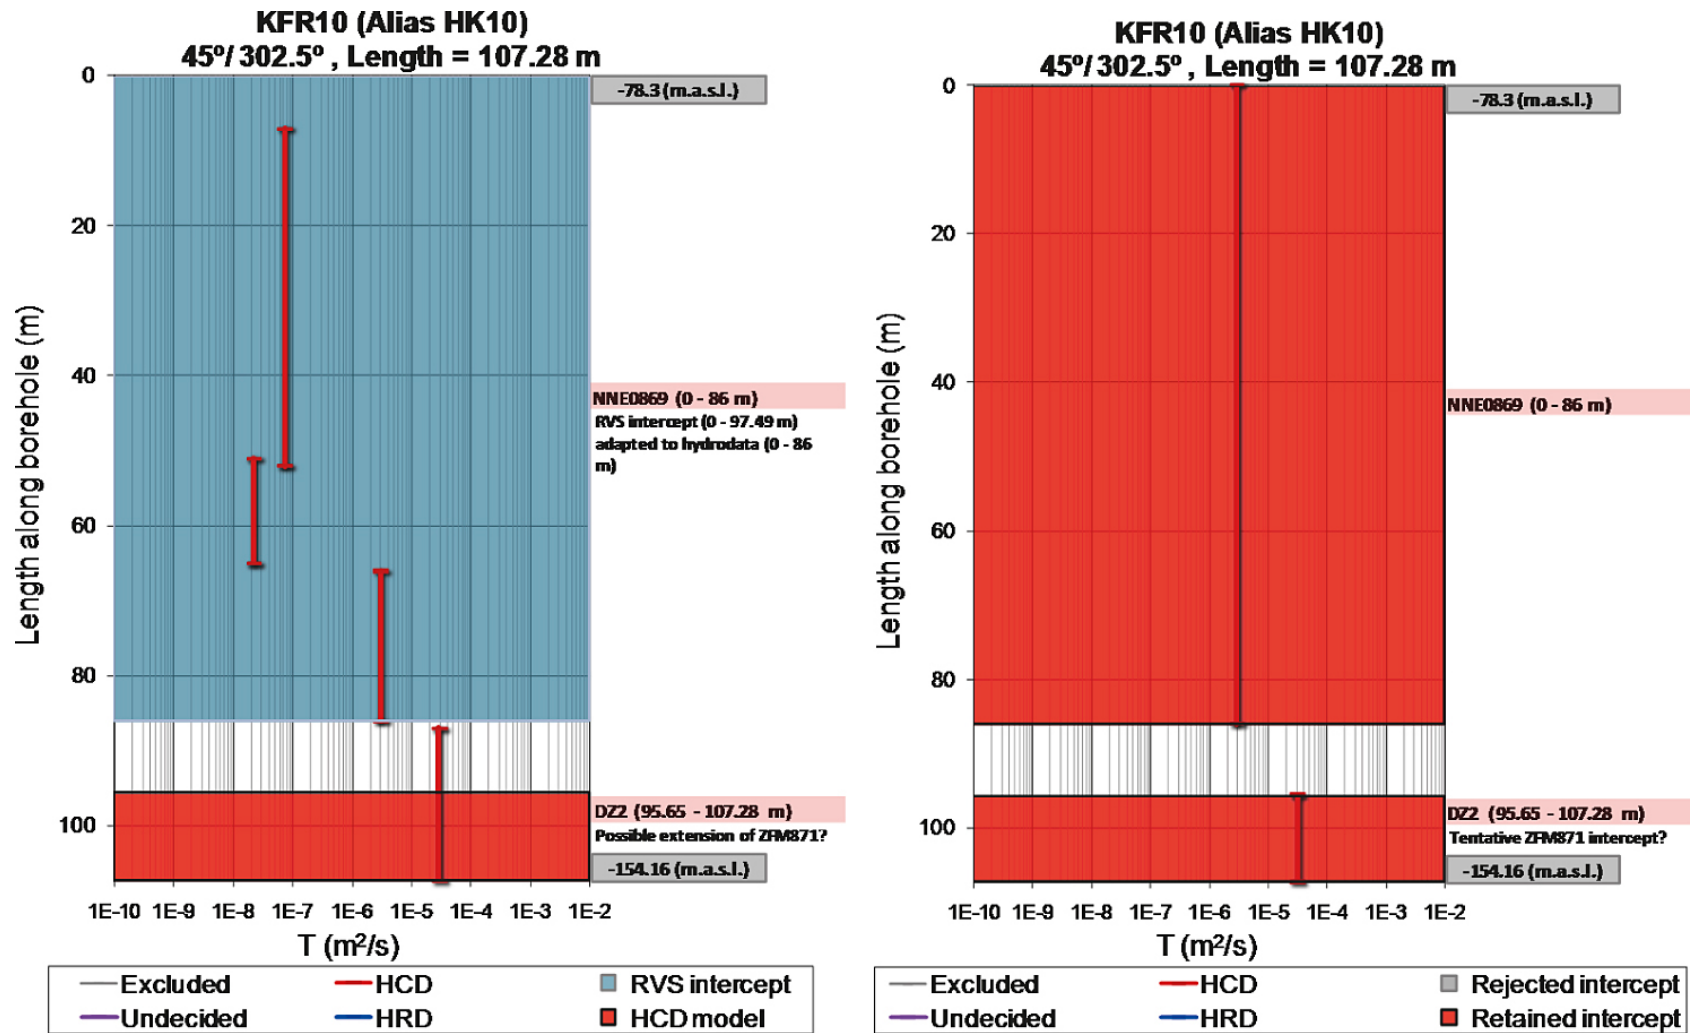 KFR10 (Alias HK10)
45º/ 302.5º , Length = 107.28 m
0
20
40
60
80
100
Length along borehole (m)
-78.3 (m.a.s.l.)
NNE0869 (0 - 86 m)
RVS intercept (0 - 97.49 m)
adapted to hydrodata (0 - 86
m)
DZ2 (95.65 - 107.28 m)
Possible extension of ZFM871?
-154.16 (m.a.s.l.)
1E-10 1E-9 1E-8 1E-7 1E-6 1E-5 1E-4 1E-3 1E-2
T (m²/s)
Excluded HCD RVS intercept
Undecided HRD HCD model
KFR10 (Alias HK10)
45º/ 302.5º , Length = 107.28 m
0
20
40
60
80
100
Length along borehole (m)
-78.3 (m.a.s.l.)
NNE0869 (0 - 86 m)
DZ2 (95.65 - 107.28 m)
Tentative ZFM871 intercept?
-154.16 (m.a.s.l.)
1E-10 1E-9 1E-8 1E-7 1E-6 1E-5 1E-4 1E-3 1E-2
T (m²/s)
Excluded HCD Rejected intercept
Undecided HRD Retained intercept